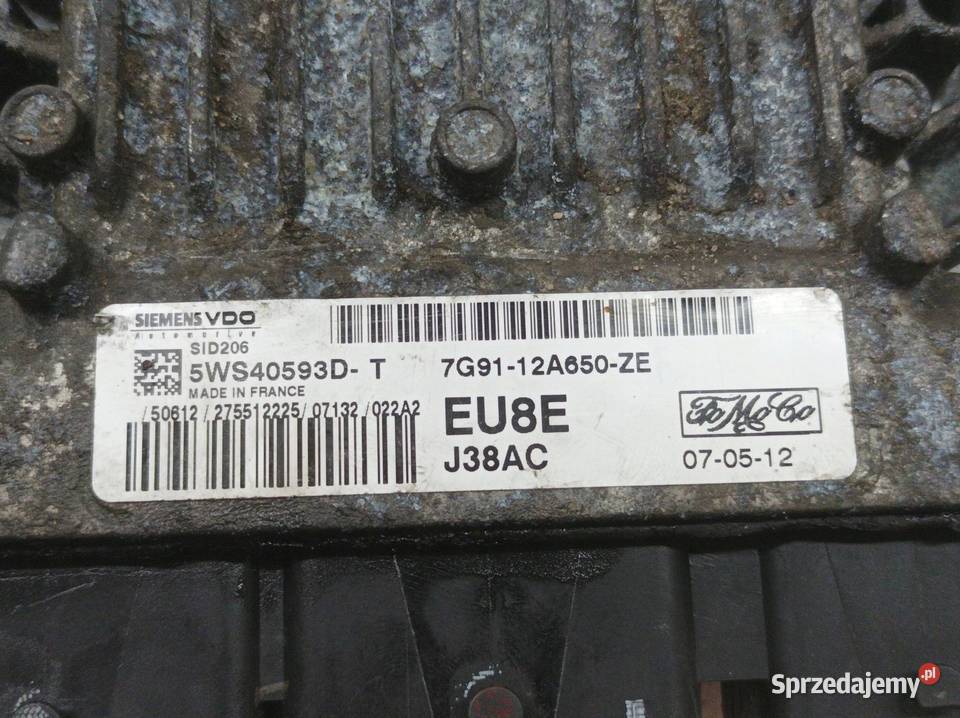 SIEMENS VDO
Automotive
SID206
5WS40593D- T
7G91-12A650-ZE
MADE IN FRANCE
/50612/275512225/07132/022A2
EU8E
FoMoCo
J38AC
07-05-12
Sprzedajemy.pl